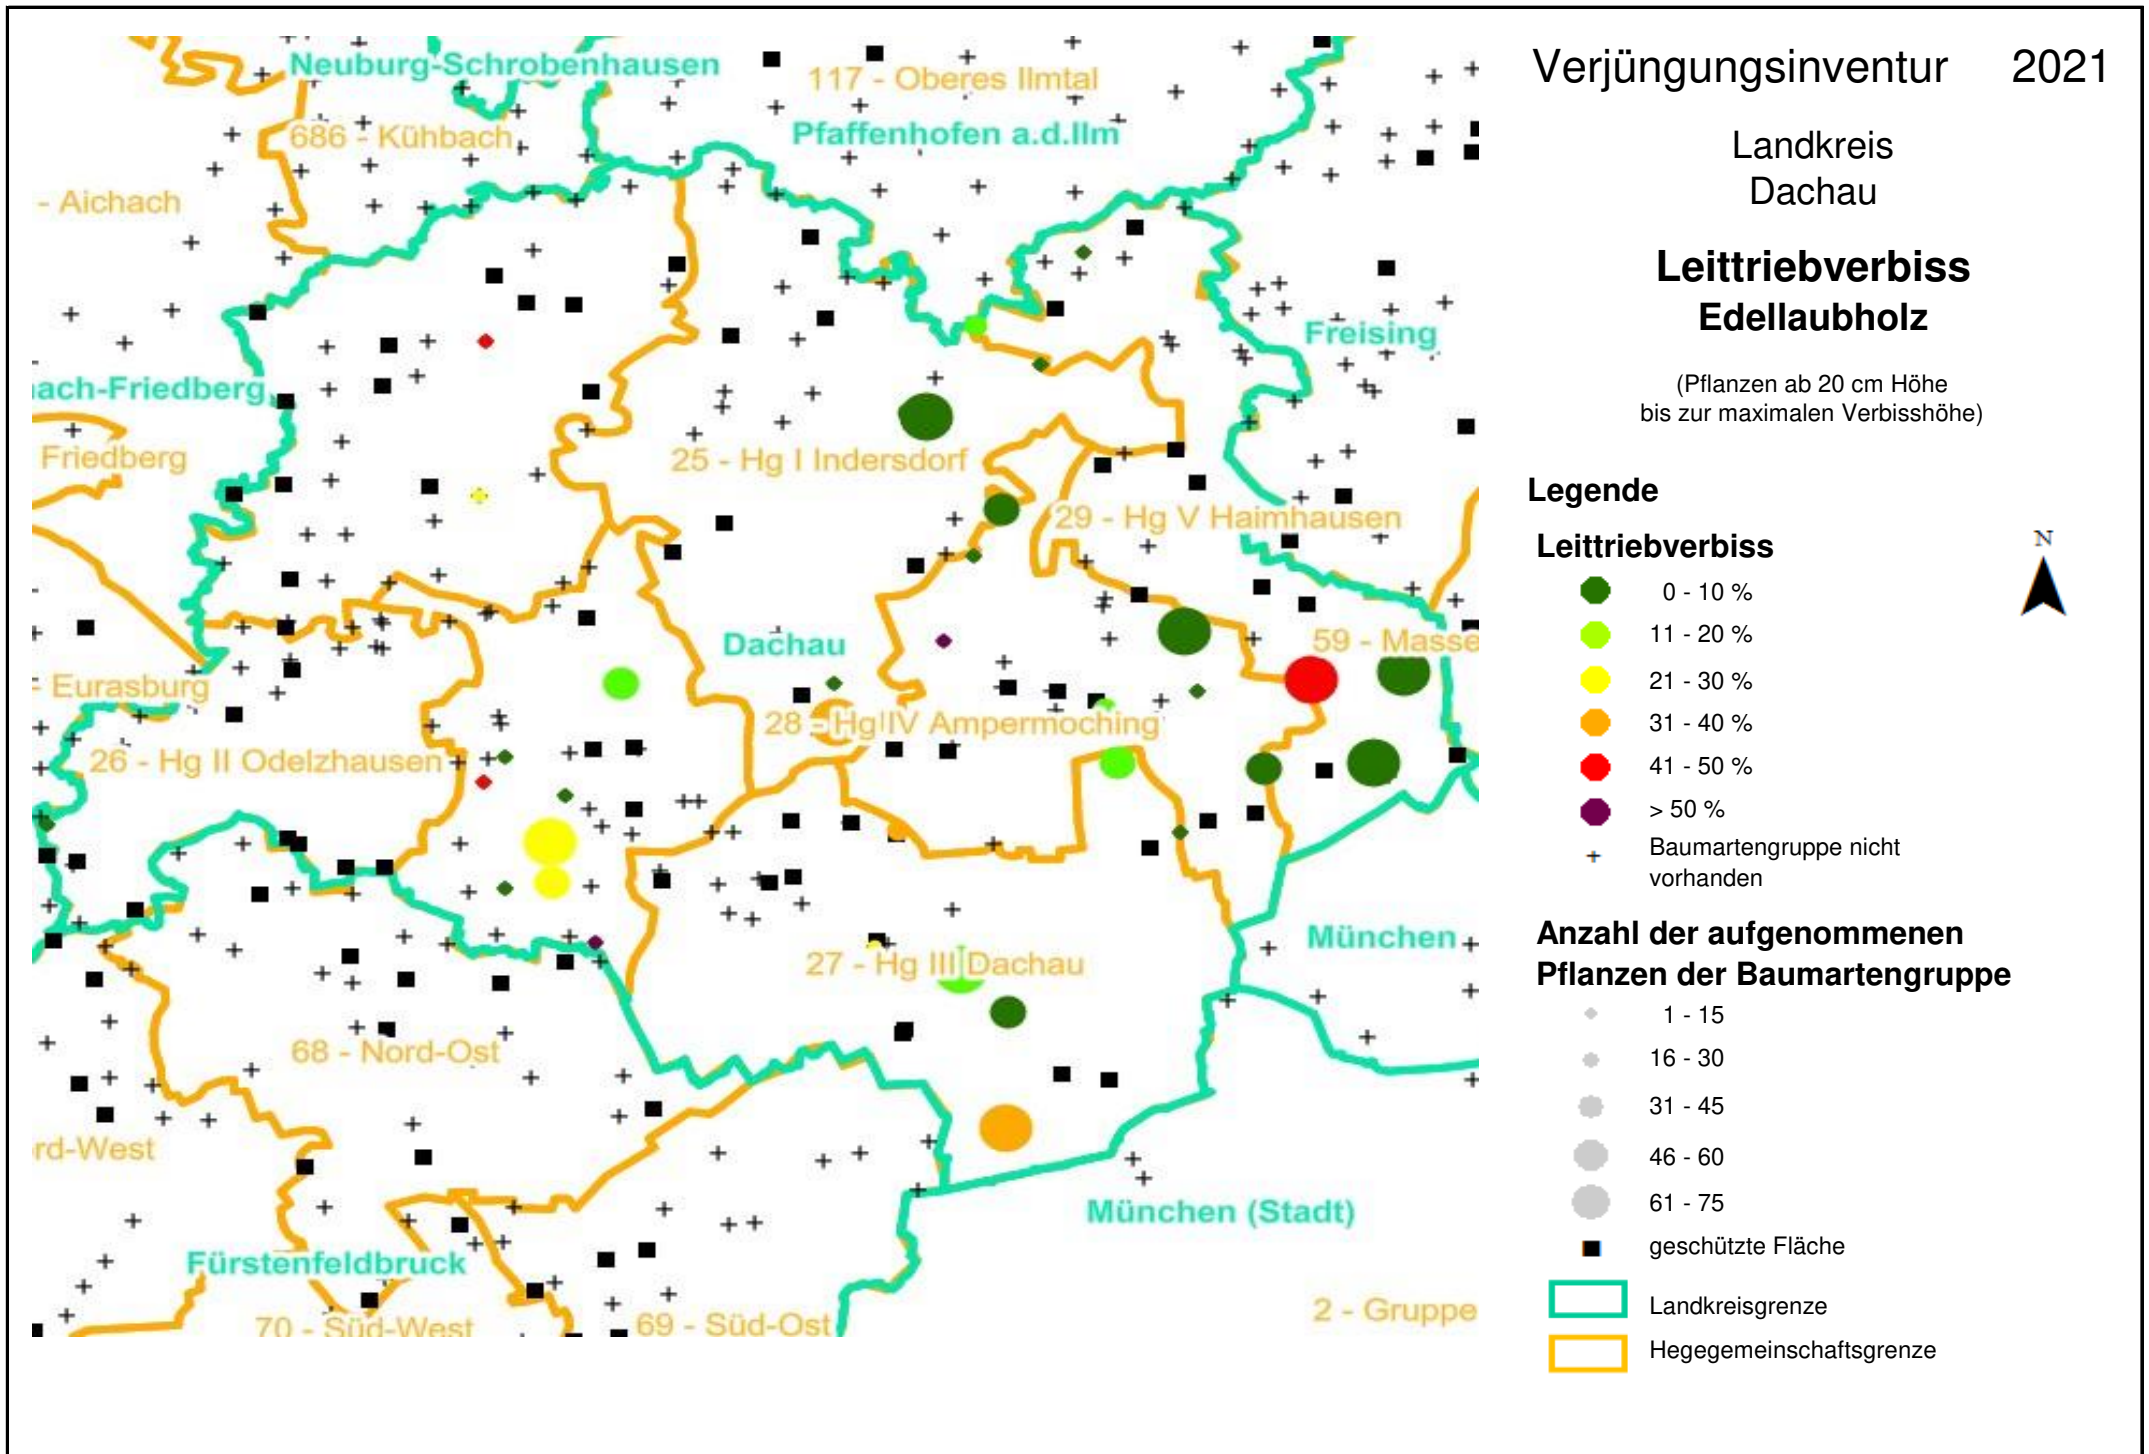 Verjüngungsinventur 2021
Landkreis
Dachau
Leittriebverbiss
Edellaubholz
(Pflanzen ab 20 cm Höhe
bis zur maximalen Verbisshöhe)
Legende
Leittriebverbiss
0 - 10 %
11 - 20 %
21 - 30 %
31 - 40 %
41 - 50 %
> 50 %
Baumartengruppe nicht
vorhanden
Anzahl der aufgenommenen
Pflanzen der Baumartengruppe
1 - 15
16 - 30
31 - 45
46 - 60
61 - 75
geschützte Fläche
Landkreisgrenze
Hegegemeinschaftsgrenze
N
Neuburg-Schrobenhausen
117 - Oberes Ilmtal
686 - Kühbach
Pfaffenhofen a.d.Ilm
- Aichach
Freising
ach-Friedberg
Friedberg
25 - Hg I Indersdorf
29 - Hg V Haimhausen
Dachau
59 - Masse
- Eurasburg
28 - Hg IV Ampermoching
26 - Hg II Odelzhausen
München
27 - Hg III Dachau
68 - Nord-Ost
rd-West
München (Stadt)
Fürstenfeldbruck
70 - Süd-West
69 - Süd-Ost
2 - Gruppe